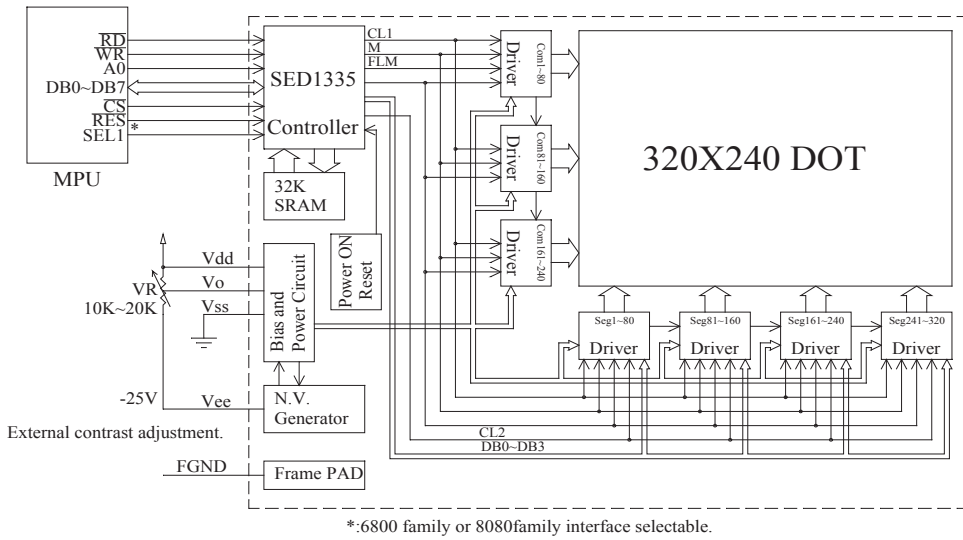 RD
WR
A0
DB0~DB7
CS
RES
SEL1 *
MPU
SED1335
Controller
32K
SRAM
Power ON
Reset
CL1
M
FLM
Driver
Com1~80
Driver
Com81~160
Driver
Com161~240
320X240 DOT
Vdd
VR
Vo
10K~20K
Vss
Bias and
Power Circuit
-25V
Vee
N.V.
Generator
External contrast adjustment.
FGND
Frame PAD
Seg1~80
Driver
Seg81~160
Driver
Seg161~240
Driver
Seg241~320
Driver
CL2
DB0~DB3
*:6800 family or 8080family interface selectable.